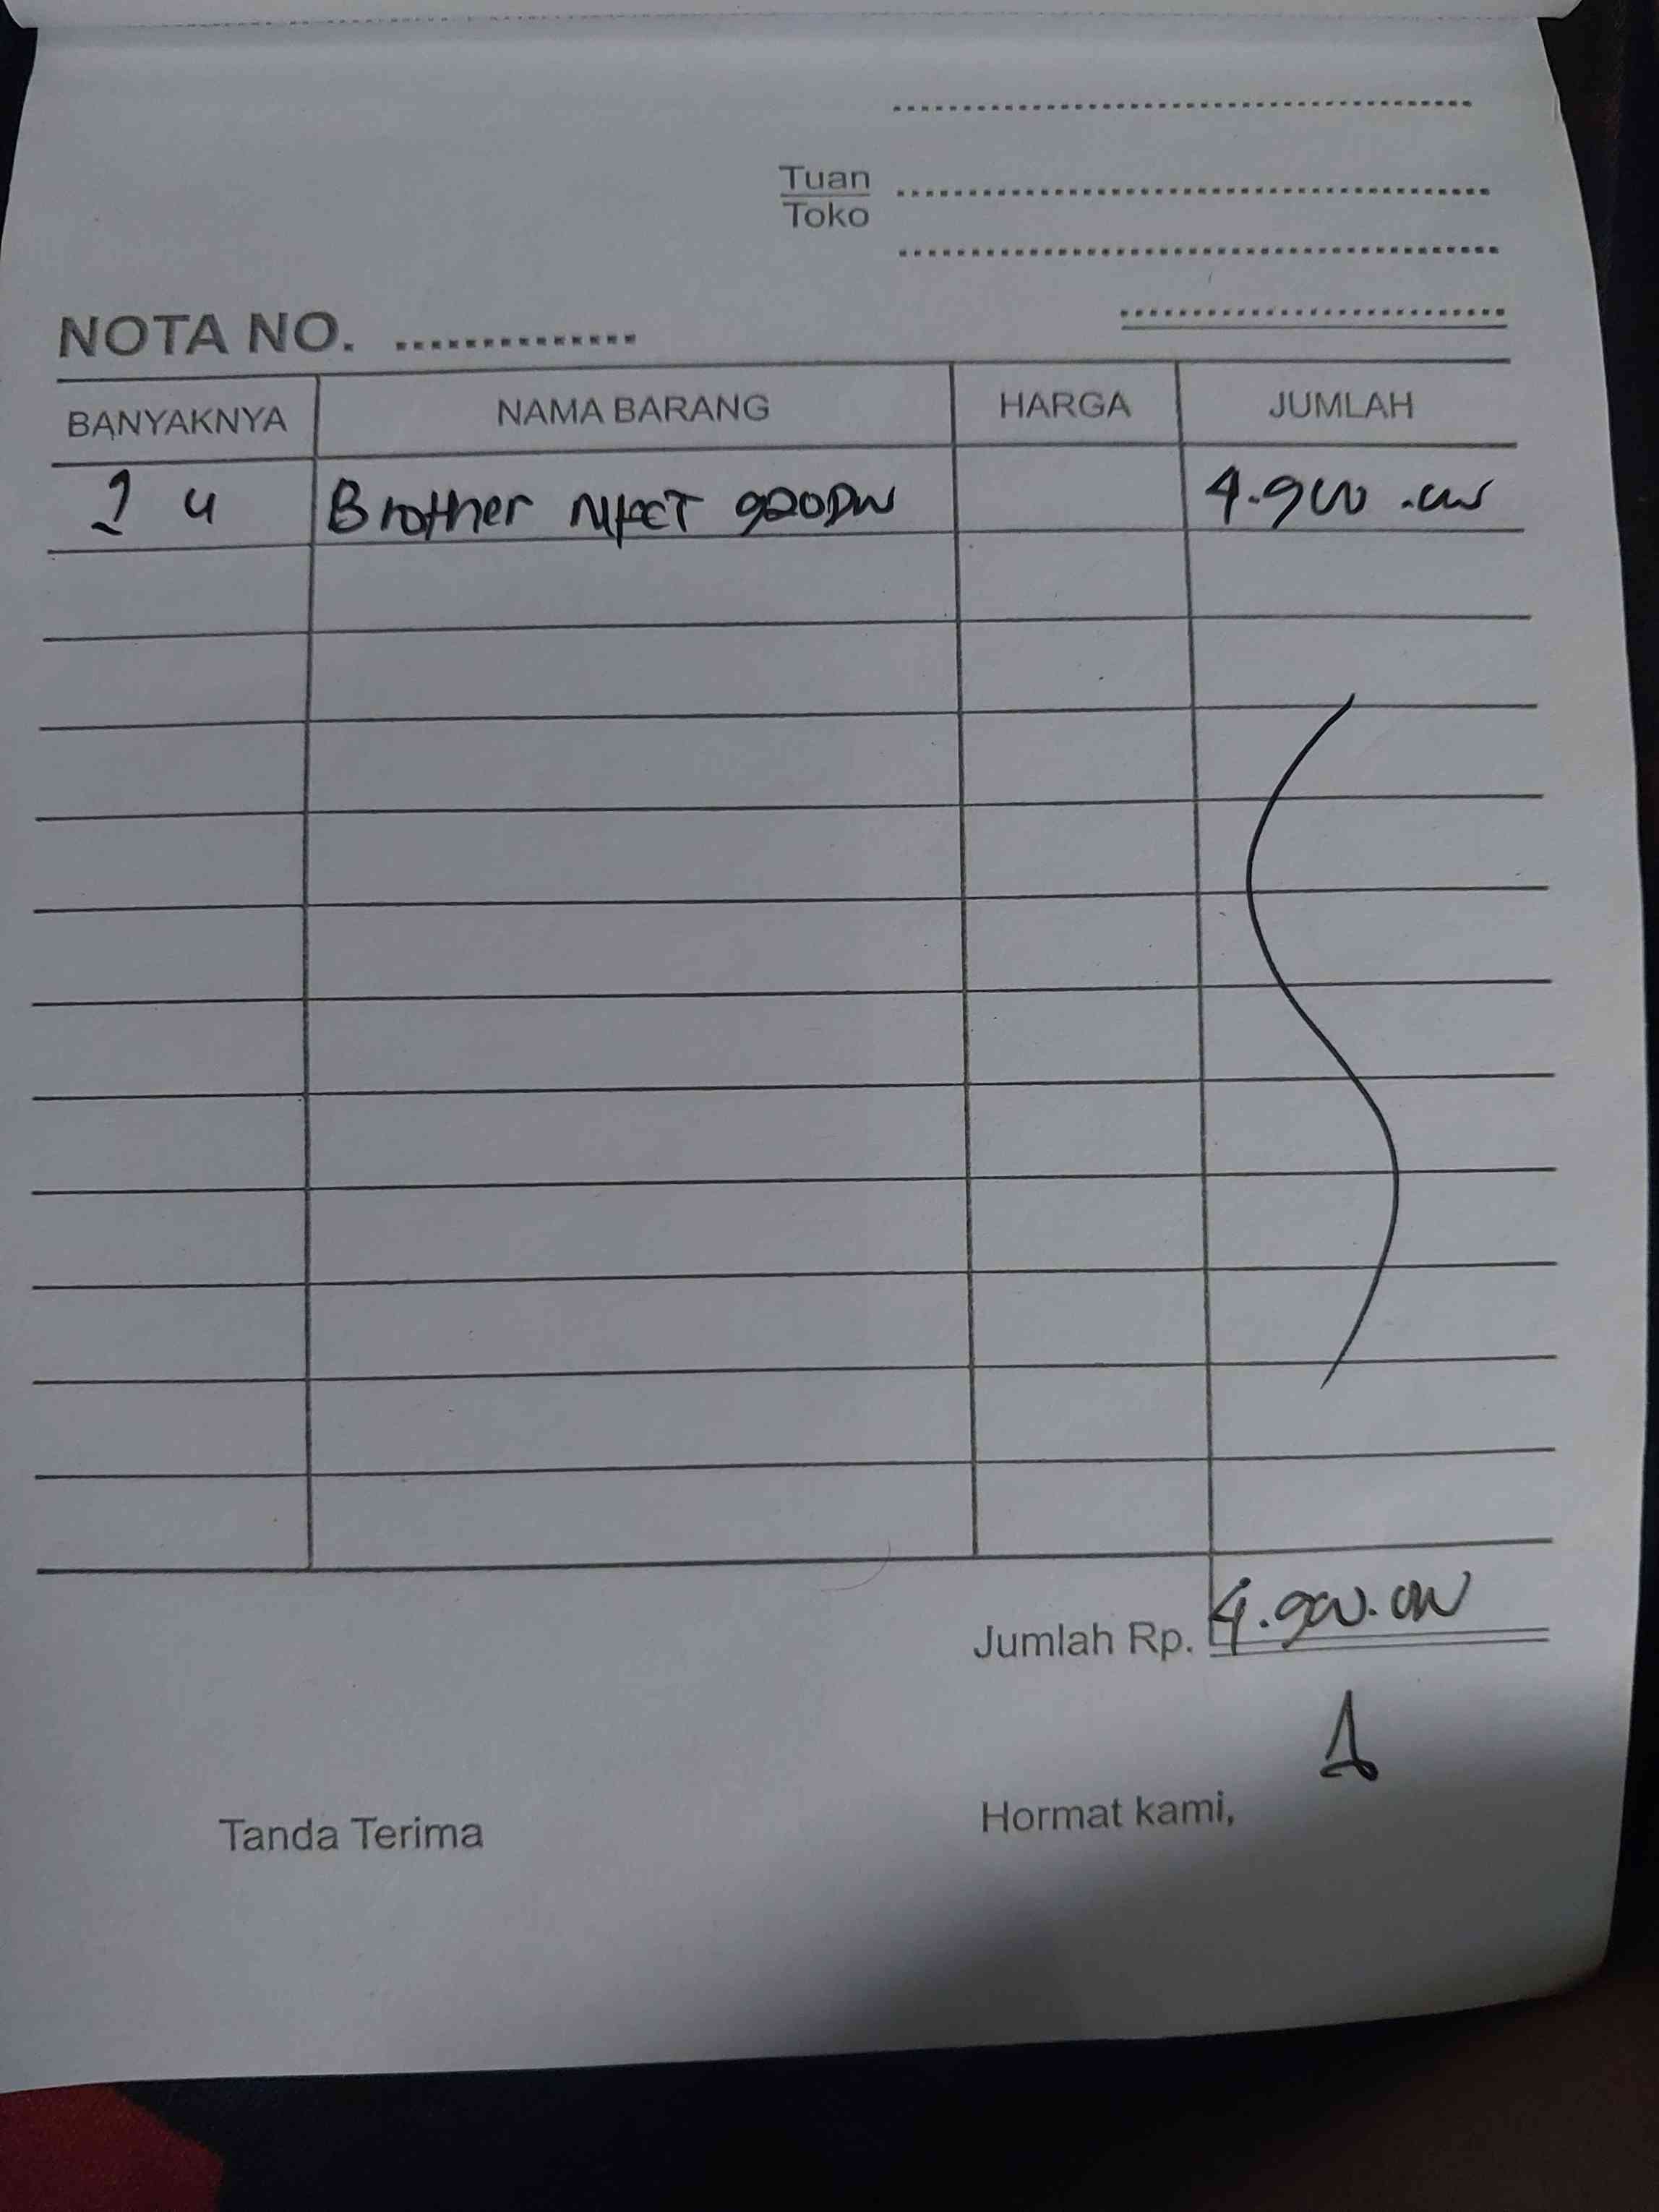 Tuan
Toko
NOTA NO. ..............
BANYAKNYA NAMA BARANG HARGA JUMLAH
1 u Brother 920DW 4.900.000
Jumlah Rp. 4.900.000
Tanda Terima Hormat kami,